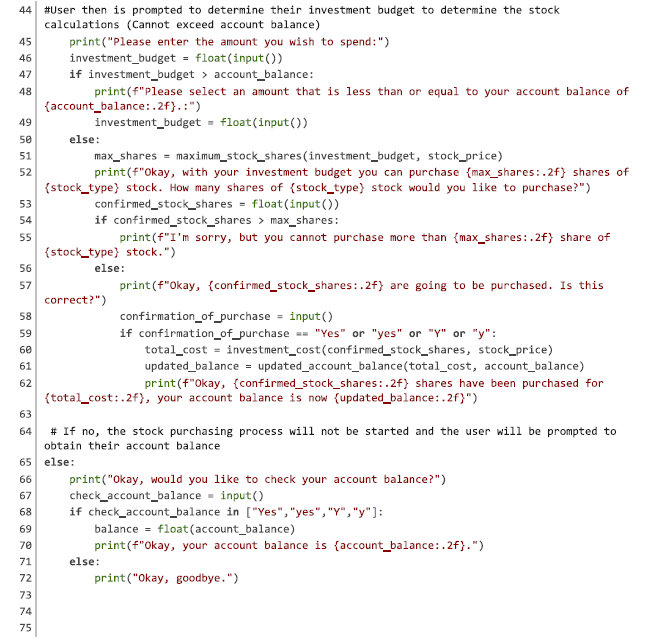 44 #User then is prompted to determine their investment budget to determine the stock
calculations (Cannot exceed account balance)
45 print("Please enter the amount you wish to spend:")
46 investment_budget = float(input())
47 if investment_budget > account_balance:
48 print(f"Please select an amount that is less than or equal to your account balance of
{account_balance:.2f}.:")
49 investment_budget = float(input())
50 else:
51 max_shares = maximum_stock_shares(investment_budget, stock_price)
52 print(f"Okay, with your investment budget you can purchase {max_shares:.2f} shares of
{stock_type} stock. How many shares of {stock_type} stock would you like to purchase?")
53 confirmed_stock_shares = float(input())
54 if confirmed_stock_shares > max_shares:
55 print(f"I'm sorry, but you cannot purchase more than {max_shares:.2f} share of
{stock_type} stock.")
56 else:
57 print(f"Okay, {confirmed_stock_shares:.2f} are going to be purchased. Is this
correct?")
58 confirmation_of_purchase = input()
59 if confirmation_of_purchase == "Yes" or "yes" or "Y" or "y":
60 total_cost = investment_cost(confirmed_stock_shares, stock_price)
61 updated_balance = updated_account_balance(total_cost, account_balance)
62 print(f"Okay, {confirmed_stock_shares:.2f} shares have been purchased for
{total_cost:.2f}, your account balance is now {updated_balance:.2f}")
63
64 # If no, the stock purchasing process will not be started and the user will be prompted to
obtain their account balance
65 else:
66 print("Okay, would you like to check your account balance?")
67 check_account_balance = input()
68 if check_account_balance in ["Yes","yes","Y","y"]:
69 balance = float(account_balance)
70 print(f"Okay, your account balance is {account_balance:.2f}.")
71 else:
72 print("Okay, goodbye.")
73
74
75